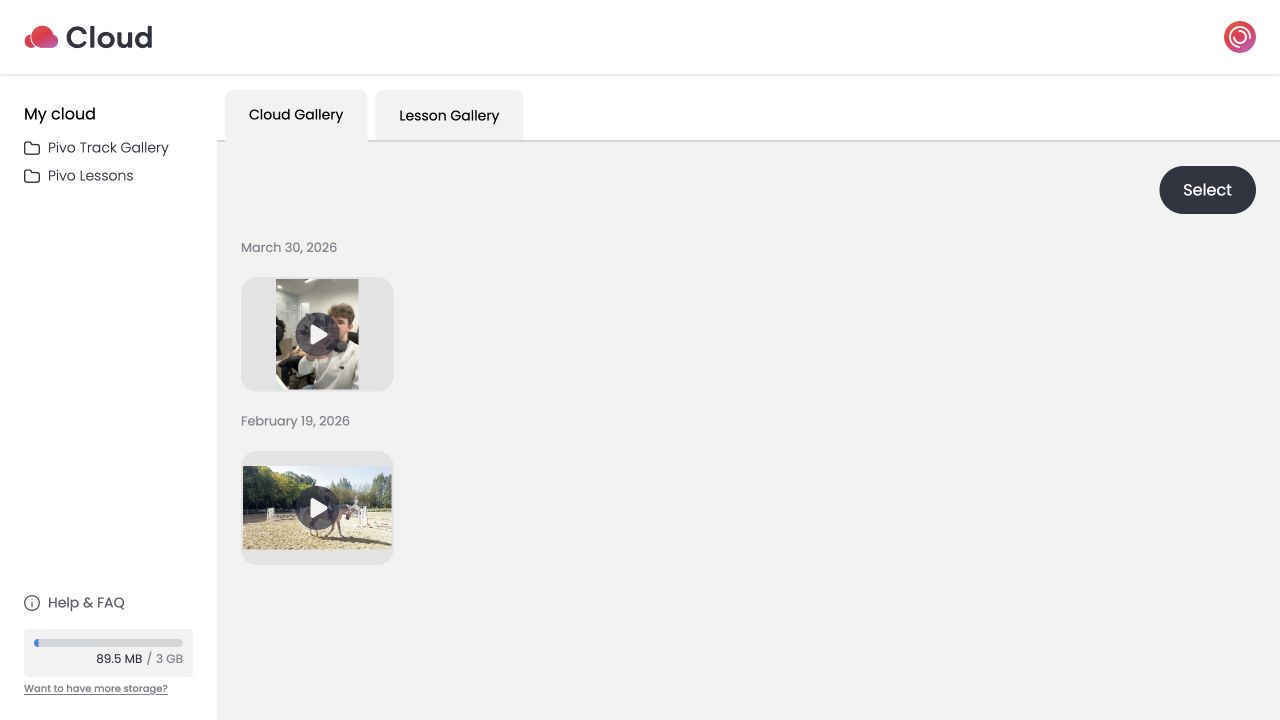 Cloud
My cloud
Pivo Track Gallery
Pivo Lessons
Cloud Gallery
Lesson Gallery
Select
March 30, 2026
February 19, 2026
Help & FAQ
89.5 MB / 3 GB
Want to have more storage?